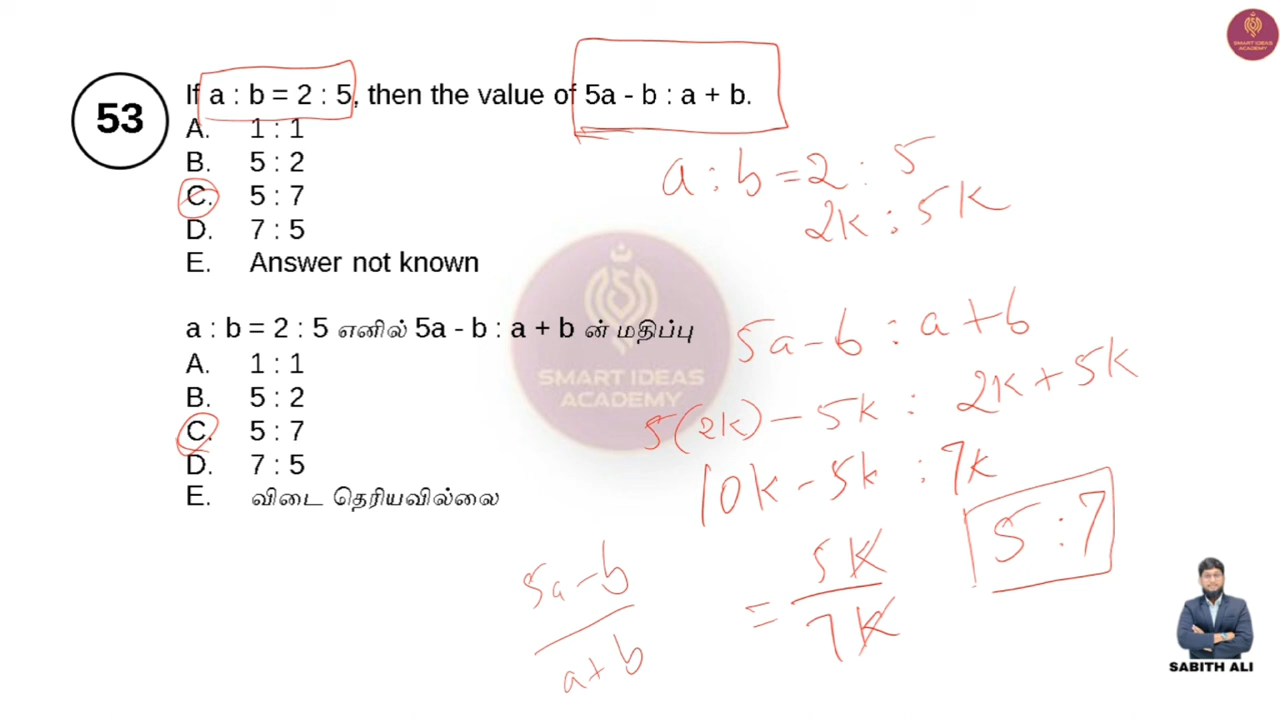 SMART IDEAS
ACADEMY
53
If a : b = 2 : 5, then the value of 5a - b : a + b.
A. 1 : 1
B. 5 : 2
C. 5 : 7
D. 7 : 5
E. Answer not known
a : b = 2 : 5 எனில் 5a - b : a + b ன் மதிப்பு
A. 1 : 1
B. 5 : 2
C. 5 : 7
D. 7 : 5
E. விடை தெரியவில்லை
a : b = 2 : 5
2k : 5k
5a - b : a + b
5(2k) - 5k : 2k + 5k
10k - 5k : 7k
5a - b
a + b
= 5k
7k
5 : 7
SMART IDEAS
ACADEMY
SABITH ALI